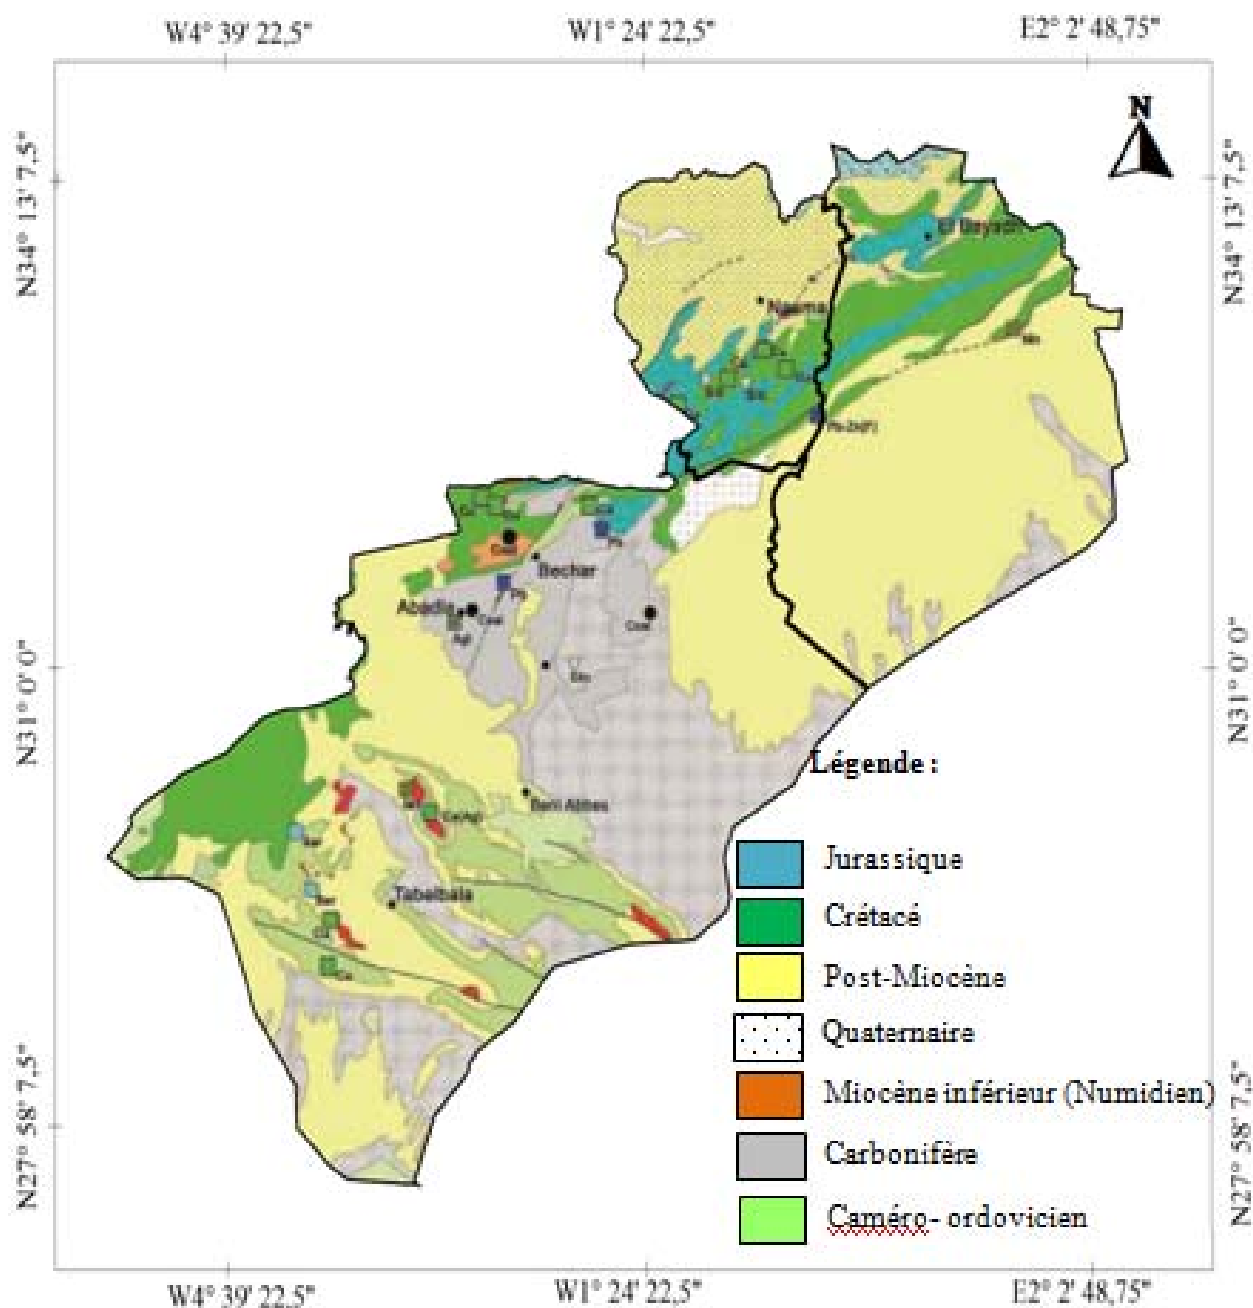 W4° 39' 22,5" W1° 24' 22,5" E2° 2' 48,75"
N
N34° 13' 7,5"
N34° 13' 7,5"
El Bayadh
Naama
Bechar
Abadla
N31° 0' 0"
N31° 0' 0"
Beni Abbes
Tabalbala
Légende :
Jurassique
Crétacé
Post-Miocène
Quaternaire
Miocène inférieur (Numidien)
Carbonifère
Caméro- ordovicien
N27° 58' 7,5"
N27° 58' 7,5"
W4° 39' 22,5" W1° 24' 22,5" E2° 2' 48,75"